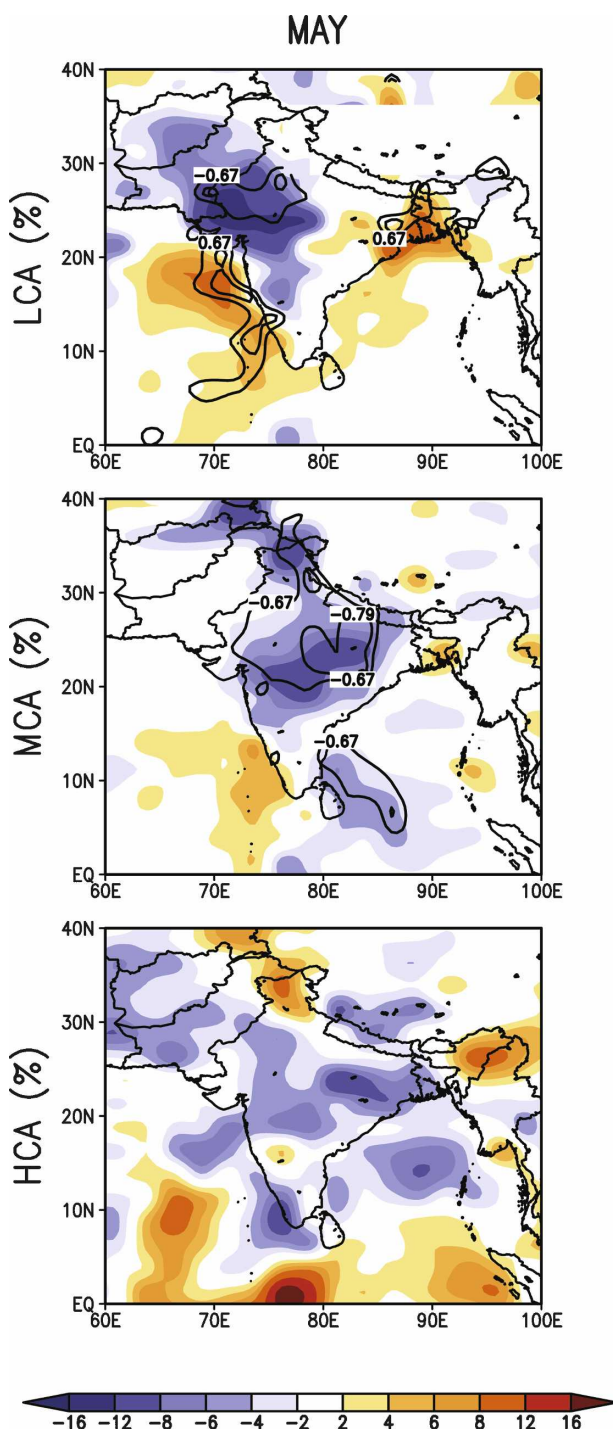 MAY
LCA (%)
40N
30N
20N
10N
EQ
−0.67
0.67
0.67
60E 70E 80E 90E 100E
MCA (%)
40N
30N
20N
10N
EQ
−0.67
−0.79
−0.67
−0.67
60E 70E 80E 90E 100E
HCA (%)
40N
30N
20N
10N
EQ
60E 70E 80E 90E 100E
−16 −12 −8 −6 −4 −2 2 4 6 8 12 16